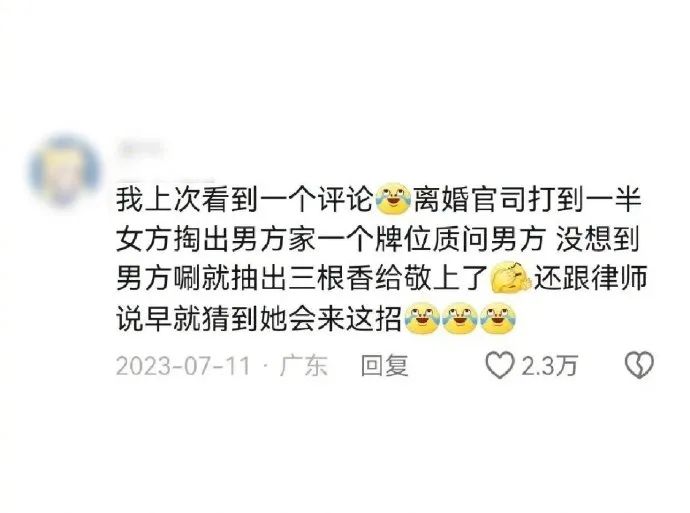 我上次看到一个评论😂离婚官司打到一半
女方掏出男方家一个牌位质问男方 没想到
男方唰就抽出三根香给敬上了🤦还跟律师
说早就猜到她会来这招😂😂😂
2023-07-11 · 广东 回复 2.3万